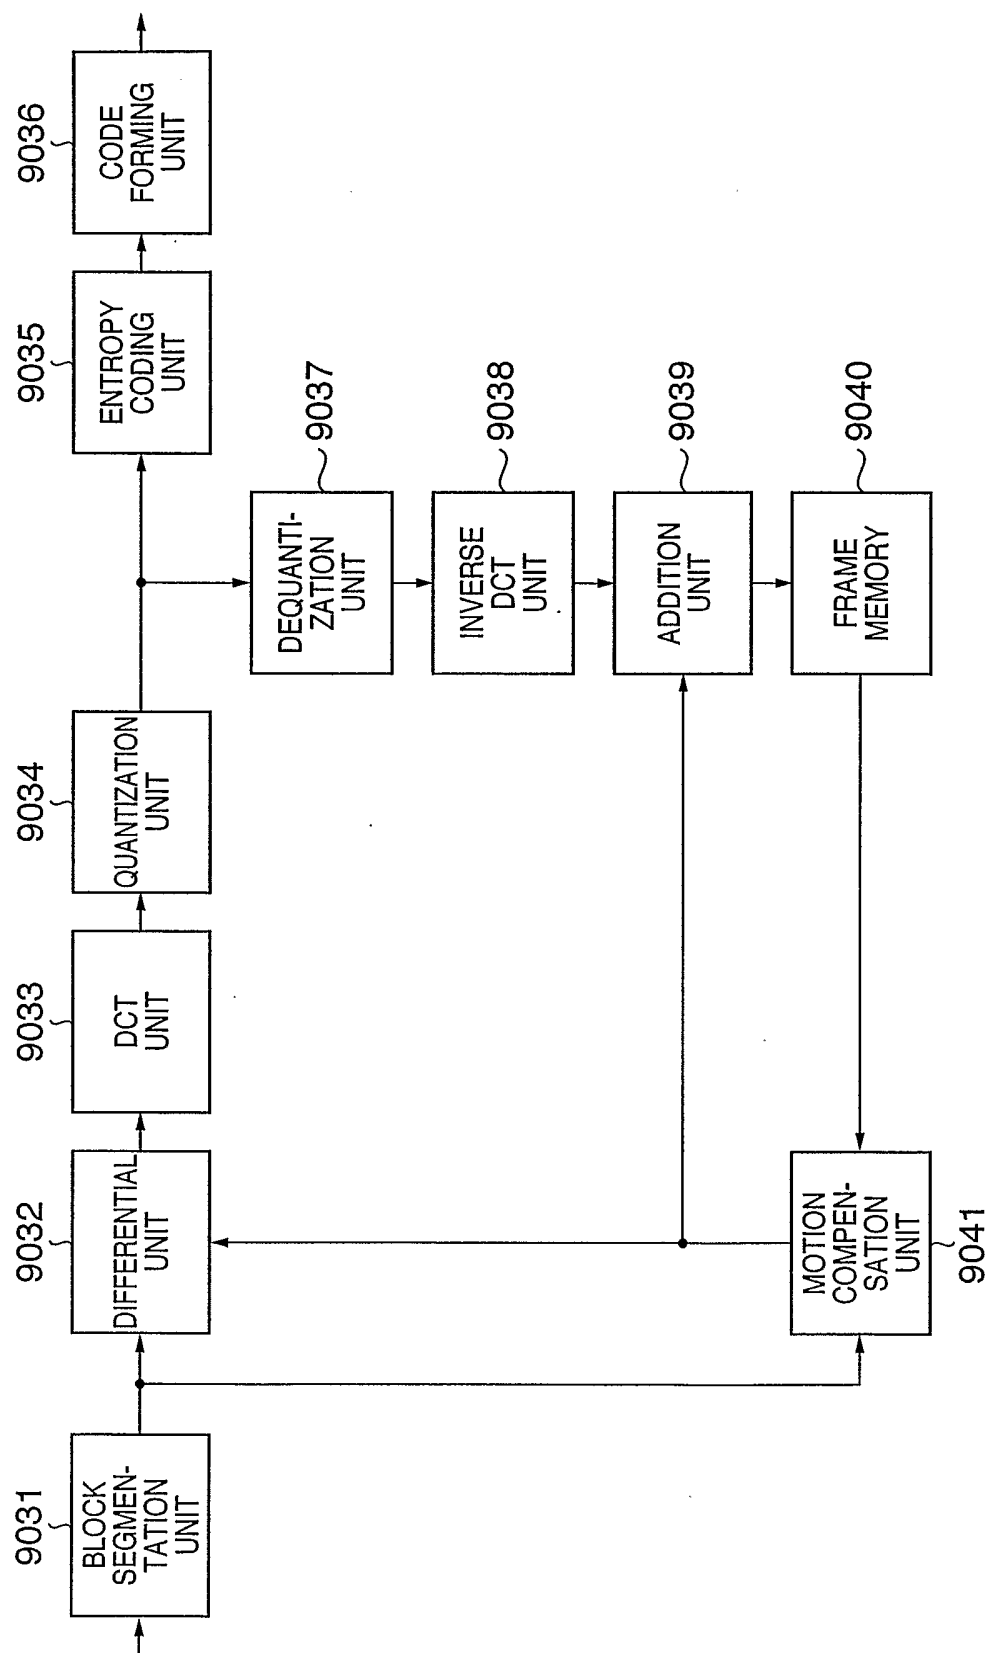 9031
BLOCK
SEGMEN-
TATION
UNIT
9032
DIFFERENTIAL
UNIT
9033
DCT
UNIT
9034
QUANTIZATION
UNIT
9035
ENTROPY
CODING
UNIT
9036
CODE
FORMING
UNIT
DEQUANTI-
ZATION
UNIT
9037
INVERSE
DCT
UNIT
9038
ADDITION
UNIT
9039
MOTION
COMPEN-
SATION
UNIT
9041
FRAME
MEMORY
9040